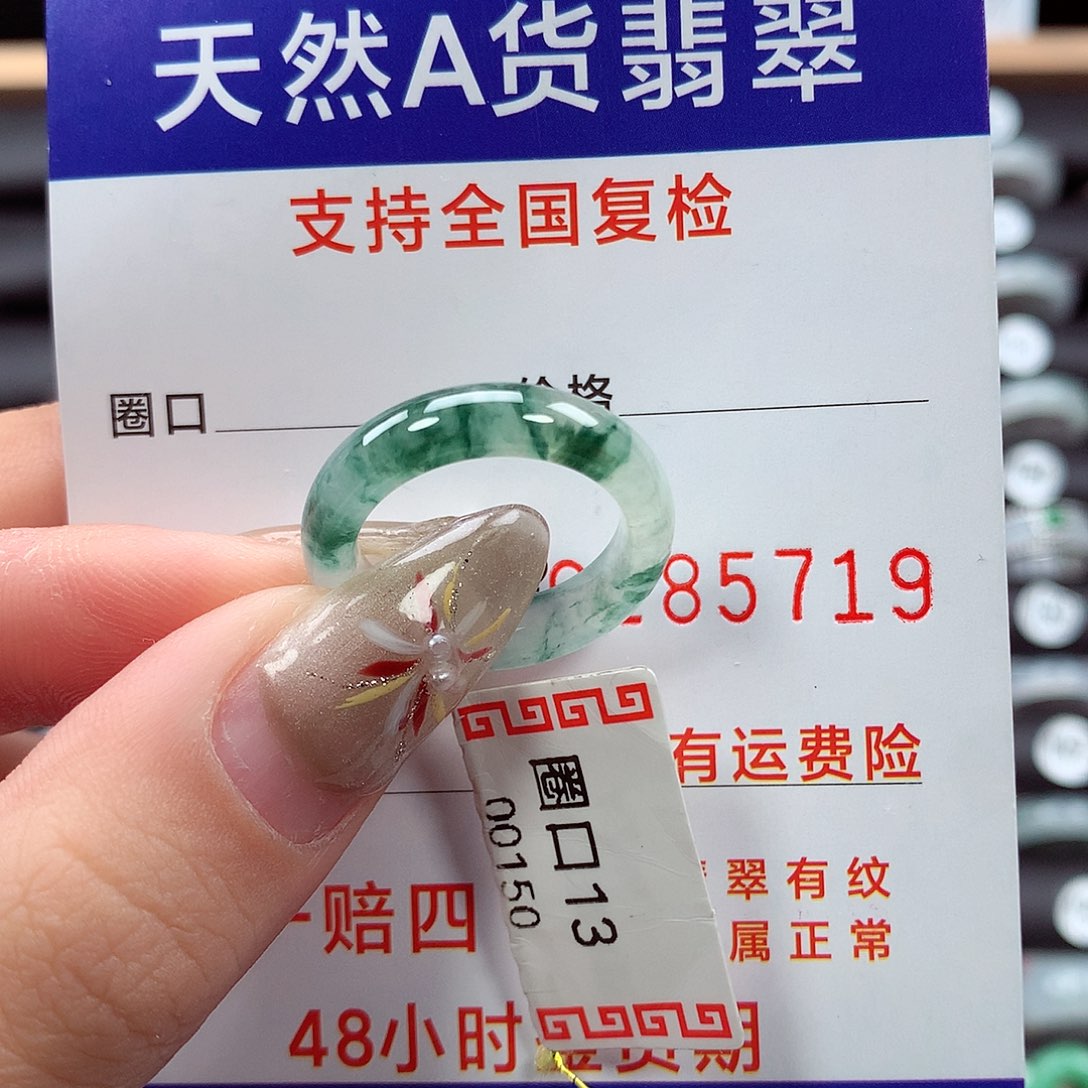 天然A货翡翠
支持全国复检
圈口 价格
85719
有运费险
圈口13
00150
翠有纹
一赔四
属正常
48小时 期